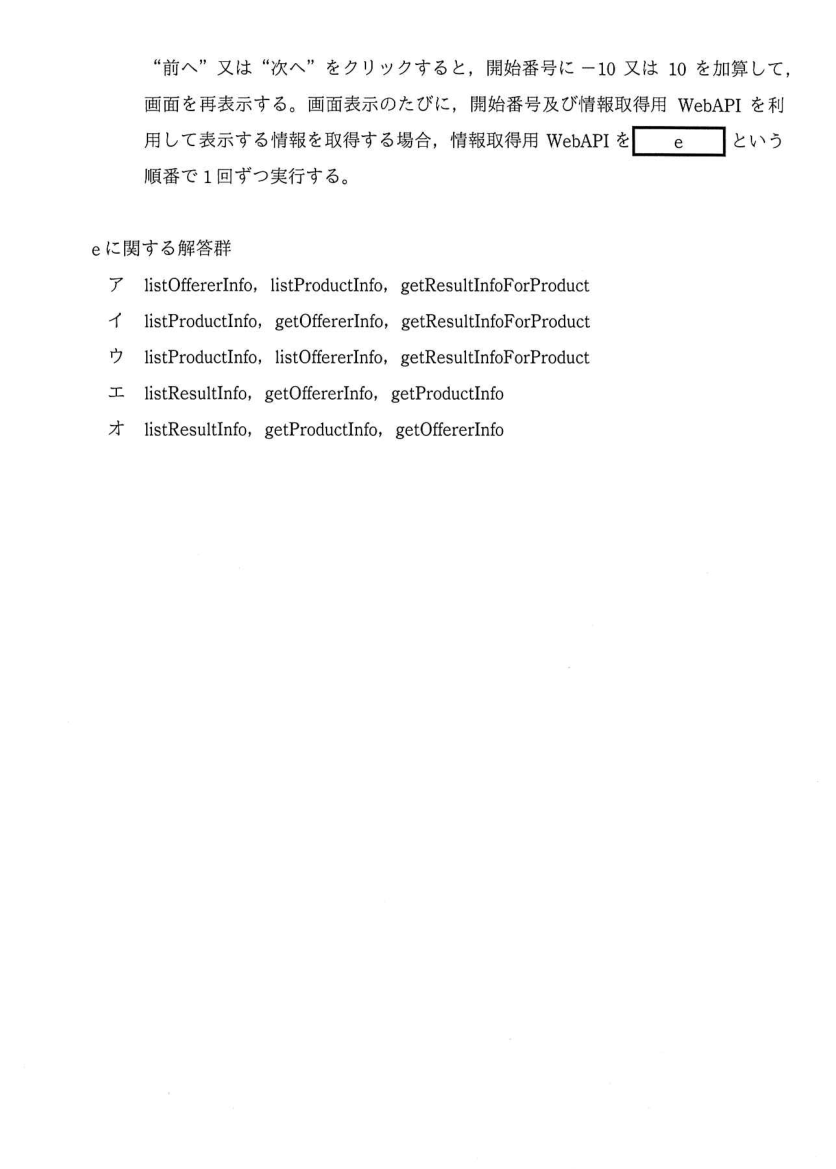 “前へ”又は“次へ”をクリックすると，開始番号に －10 又は 10 を加算して，
画面を再表示する。画面表示のたびに，開始番号及び情報取得用 WebAPI を利
用して表示する情報を取得する場合，情報取得用 WebAPI を e という
順番で1回ずつ実行する。
eに関する解答群
ア listOffererInfo，listProductInfo，getResultInfoForProduct
イ listProductInfo，getOffererInfo，getResultInfoForProduct
ウ listProductInfo，listOffererInfo，getResultInfoForProduct
エ listResultInfo，getOffererInfo，getProductInfo
オ listResultInfo，getProductInfo，getOffererInfo